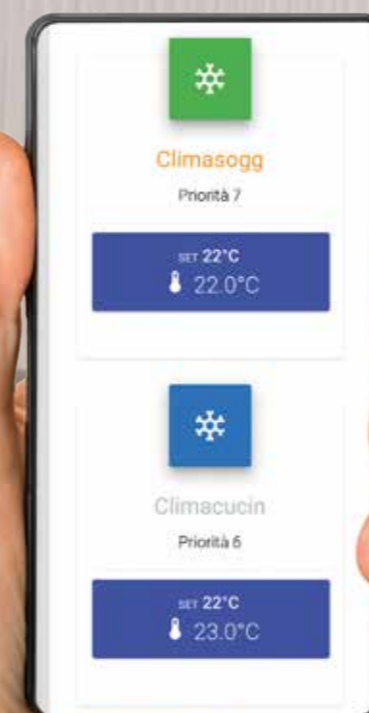 Climasogg
Priorità 7
SET 22°C
22.0°C
Climacucin
Priorità 6
SET 22°C
23.0°C